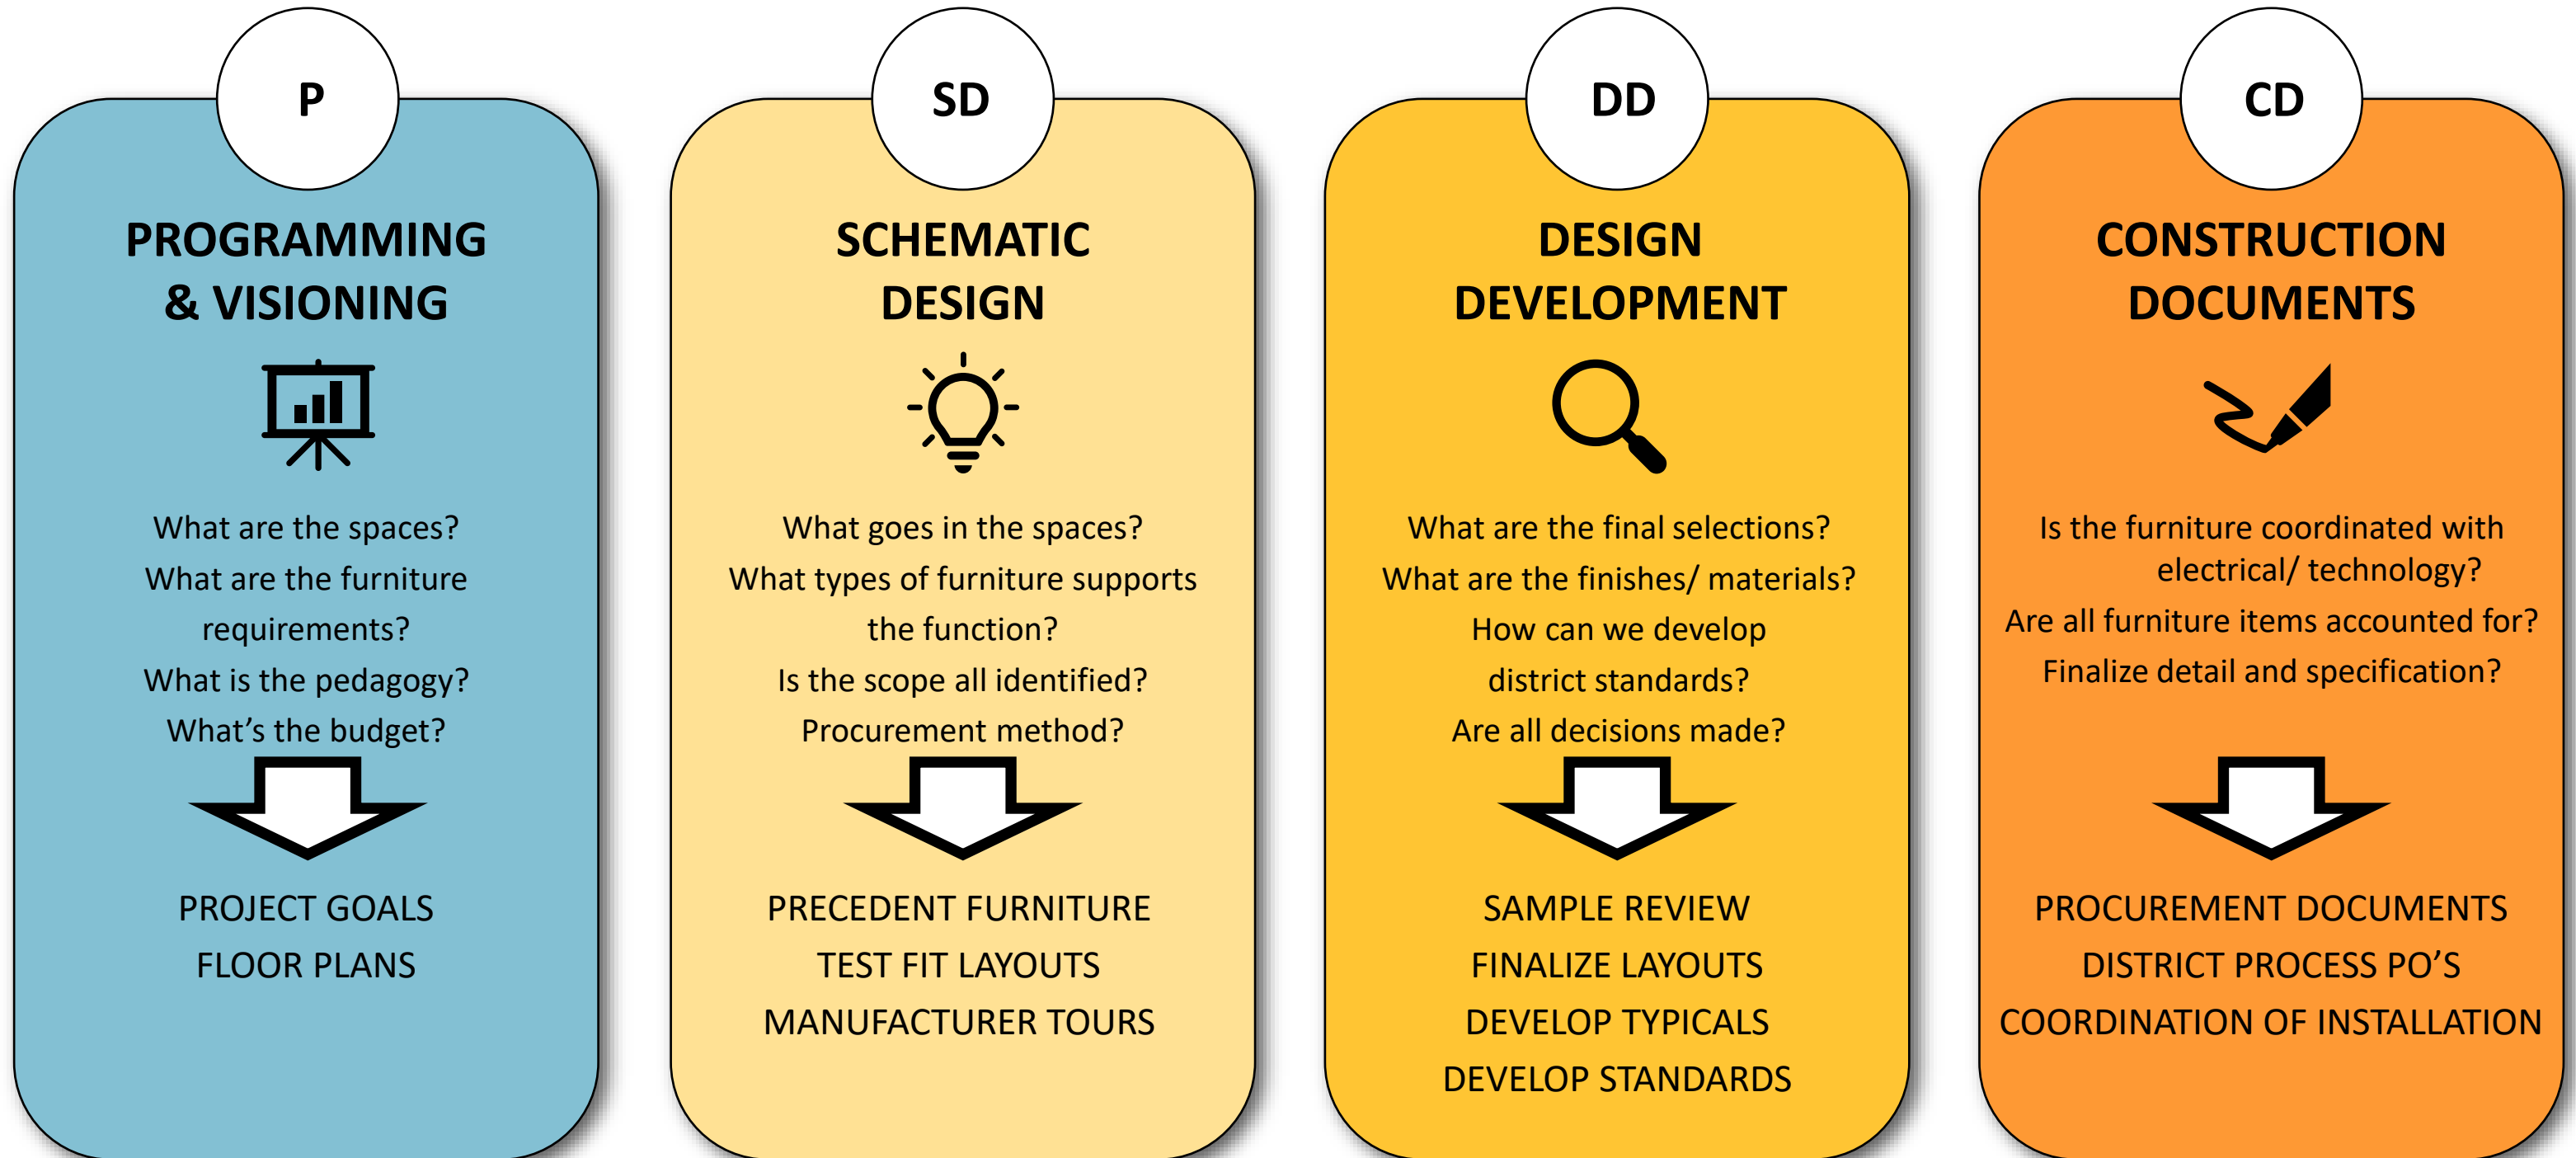 P
PROGRAMMING
& VISIONING
What are the spaces?
What are the furniture
requirements?
What is the pedagogy?
What’s the budget?
PROJECT GOALS
FLOOR PLANS
SD
SCHEMATIC
DESIGN
What goes in the spaces?
What types of furniture supports
the function?
Is the scope all identified?
Procurement method?
PRECEDENT FURNITURE
TEST FIT LAYOUTS
MANUFACTURER TOURS
DD
DESIGN
DEVELOPMENT
What are the final selections?
What are the finishes/ materials?
How can we develop
district standards?
Are all decisions made?
SAMPLE REVIEW
FINALIZE LAYOUTS
DEVELOP TYPICALS
DEVELOP STANDARDS
CD
CONSTRUCTION
DOCUMENTS
Is the furniture coordinated with
electrical/ technology?
Are all furniture items accounted for?
Finalize detail and specification?
PROCUREMENT DOCUMENTS
DISTRICT PROCESS PO’S
COORDINATION OF INSTALLATION